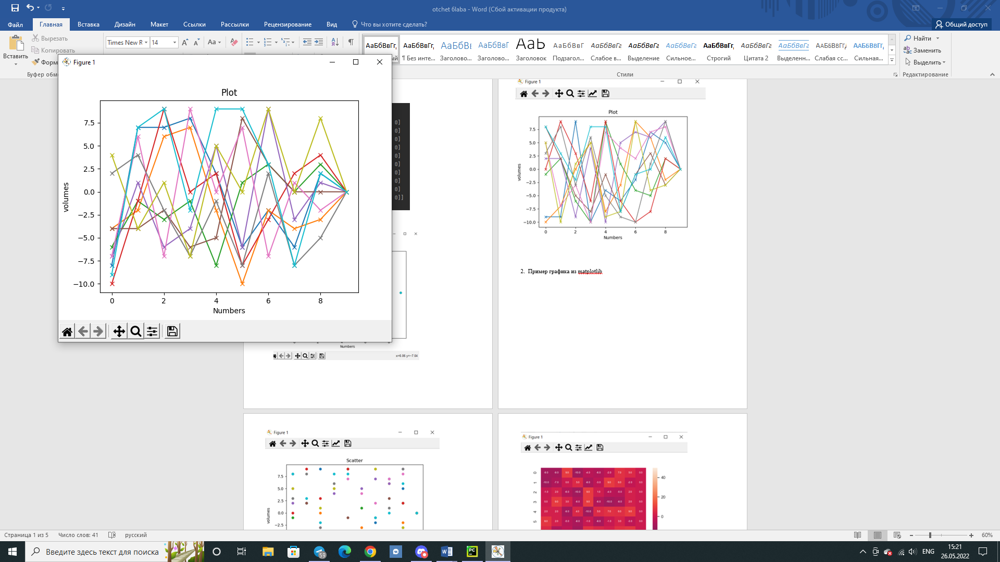 otchet 6laba - Word (Сбой активации продукта)
Файл Главная Вставка Дизайн Макет Ссылки Рассылки Рецензирование Вид Что вы хотите сделать? Общий доступ
Вставить
Вырезать
Копировать
Форм
Буфер обм
Times New R 14
Aa
АаБбВвГг, АаБбВвГг, АаБбВ АаБбВвГ Aab АаБбВвГ АаБбВвГг АаБбВвГг АаБбВвГг АаБбВвГг, АаБбВвГг АаБбВвГг ААББВВГГ, ААББВВГГ,
ый ¶ Без инте... Заголово... Заголово... Заголовок Подзагол... Слабое в... Выделение Сильное... Строгий Цитата 2 Выделенн... Слабая сс... Сильная...
Стили
Найти
Заменить
Выделить
Редактирование
Figure 1
Plot
7.5
5.0
2.5
0.0
−2.5
−5.0
−7.5
−10.0
volumes
0 2 4 6 8
Numbers
0]
0]
0]
0]
0]
0]
0]
0]
0]
0]]
Numbers
x=6.06 y=−7.04
Figure 1
Plot
7.5
5.0
2.5
0.0
−2.5
−5.0
−7.5
−10.0
volumes
0 2 4 6 8
Numbers
2. Пример графика из matplotlib
Figure 1
Scatter
7.5
5.0
2.5
0.0
−2.5
volumes
Figure 1
0
1
2
3
4
5
40
20
0
Страница 1 из 5 Число слов: 41 русский 60%
Введите здесь текст для поиска
59
PC
ENG
15:21
26.05.2022